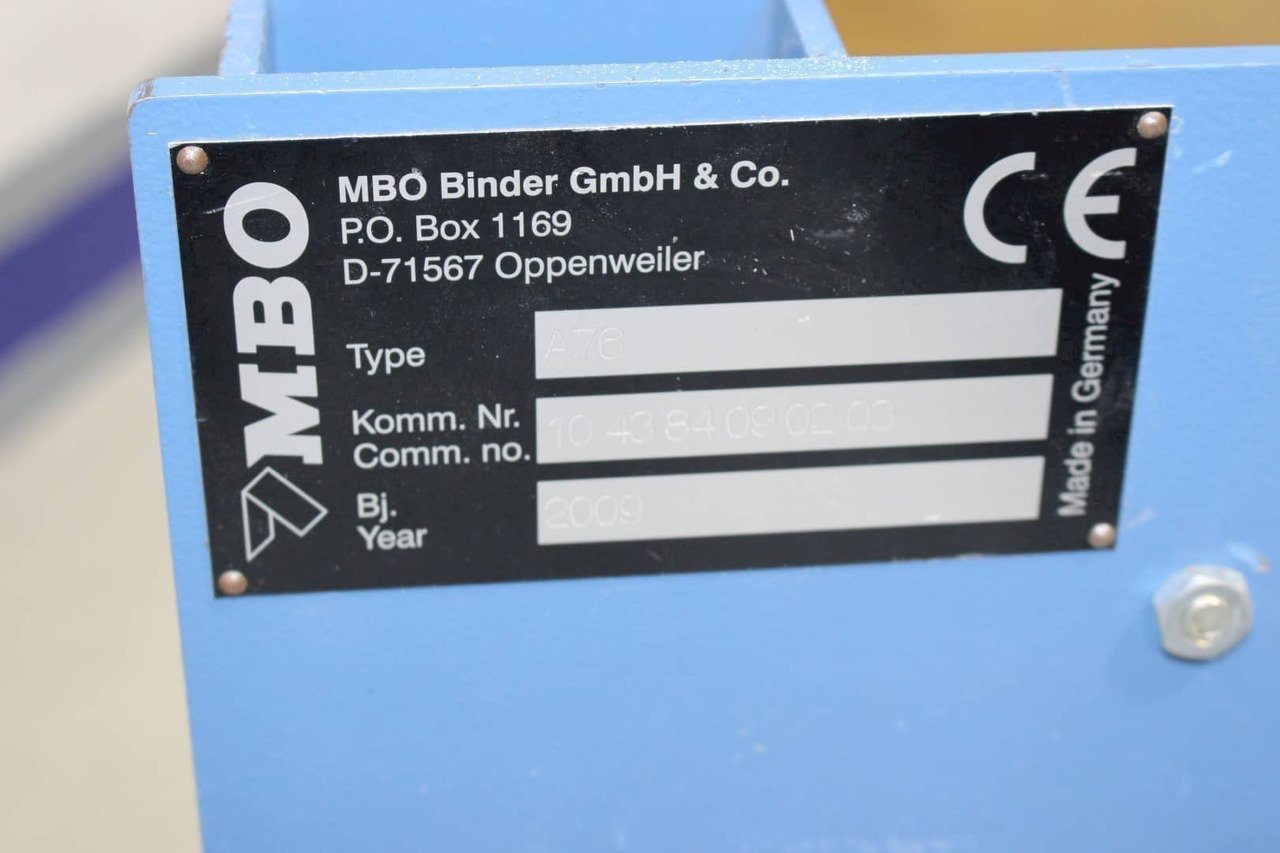 MBO
MBO Binder GmbH & Co.
P.O. Box 1169
D-71567 Oppenweiler
CE
Type A76
Komm. Nr.
Comm. no. 10 43 84 09 02 03
Bj.
Year 2009
Made in Germany